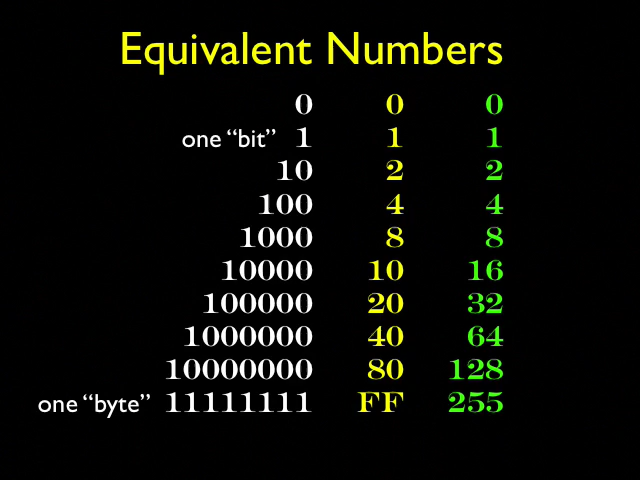 Equivalent Numbers
0 0 0
one “bit” 1 1 1
10 2 2
100 4 4
1000 8 8
10000 10 16
100000 20 32
1000000 40 64
10000000 80 128
one “byte” 11111111 FF 255